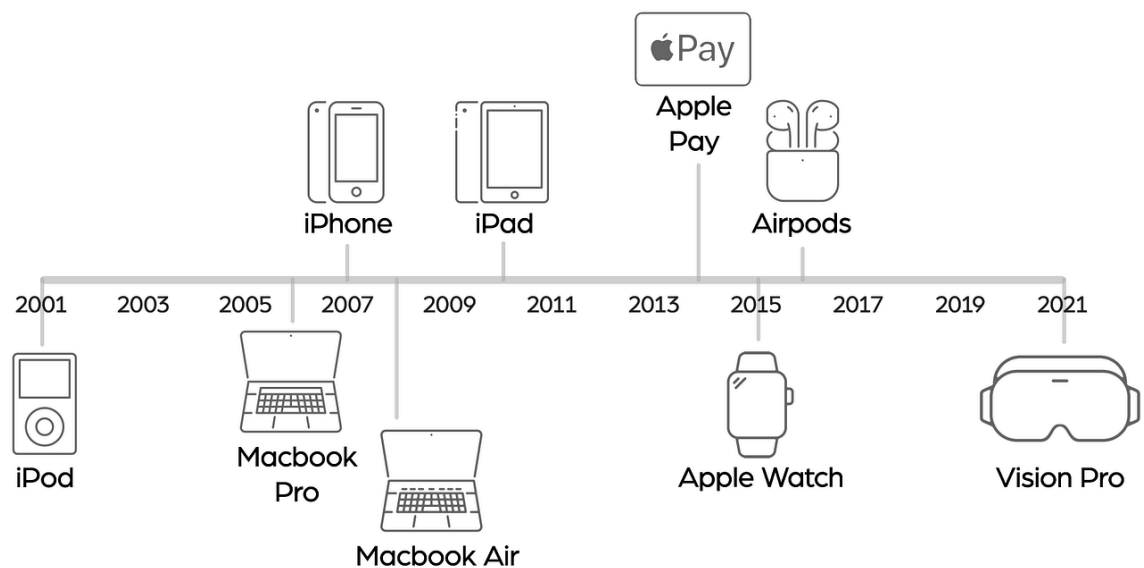 Pay
Apple
Pay
iPhone
iPad
Airpods
2001 2003 2005 2007 2009 2011 2013 2015 2017 2019 2021
iPod
Macbook
Pro
Macbook Air
Apple Watch
Vision Pro